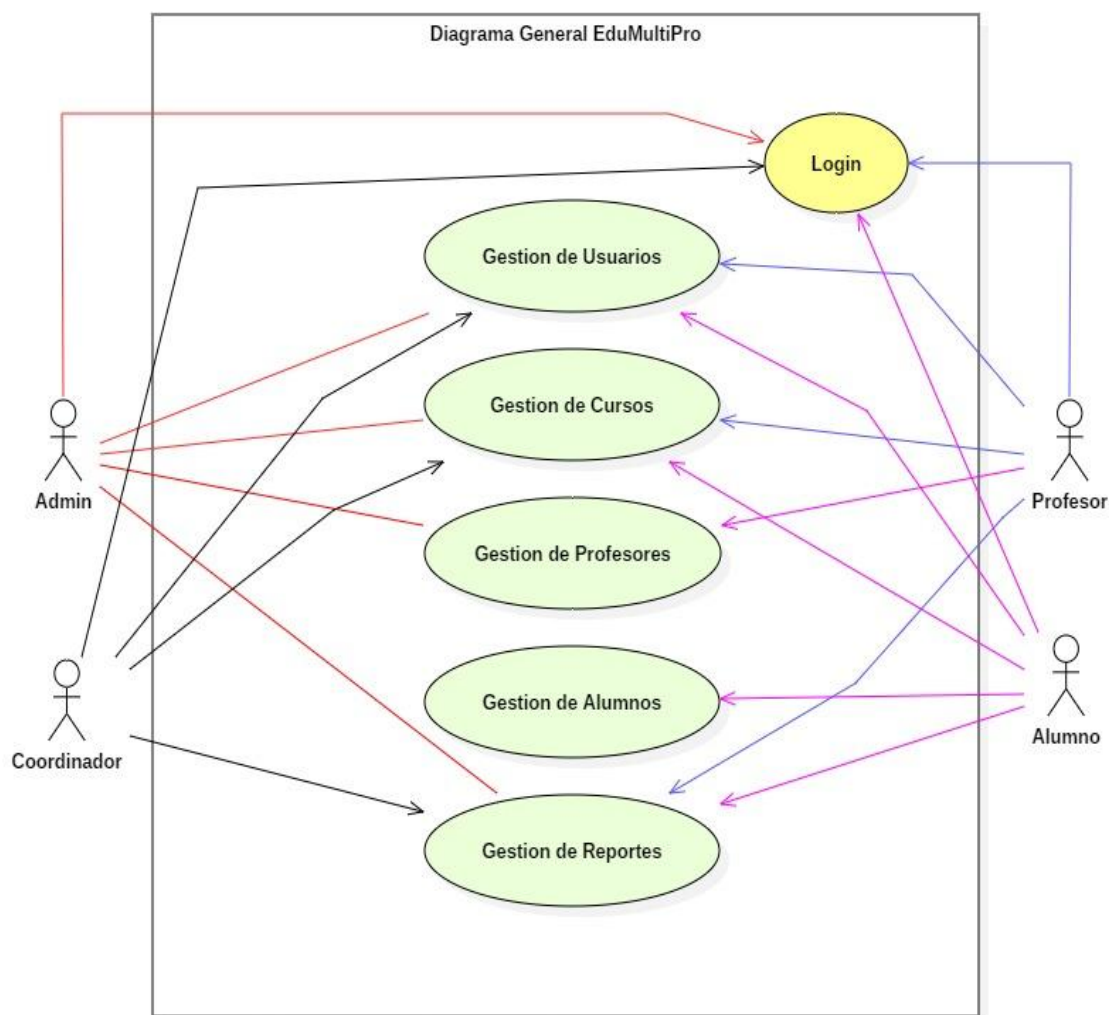 Diagrama General EduMultiPro
Login
Gestion de Usuarios
Gestion de Cursos
Admin
Profesor
Gestion de Profesores
Gestion de Alumnos
Coordinador
Alumno
Gestion de Reportes